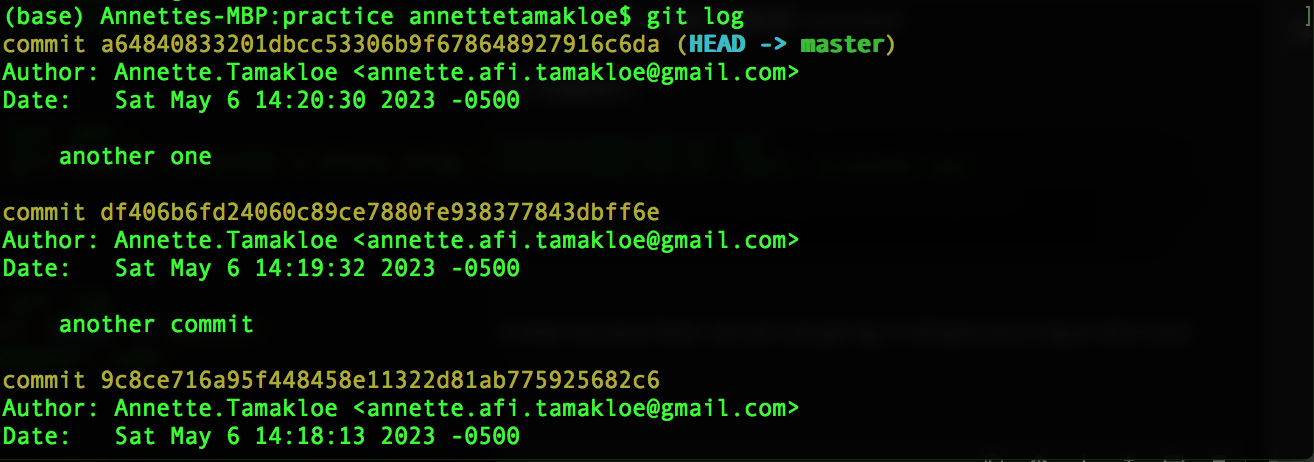 (base) Annettes-MBP:practice annettetamakloe$ git log
commit a64840833201dbcc53306b9f678648927916c6da (HEAD -> master)
Author: Annette.Tamakloe <annette.afi.tamakloe@gmail.com>
Date:   Sat May 6 14:20:30 2023 -0500
another one
commit df406b6fd24060c89ce7880fe938377843dbff6e
Author: Annette.Tamakloe <annette.afi.tamakloe@gmail.com>
Date:   Sat May 6 14:19:32 2023 -0500
another commit
commit 9c8ce716a95f448458e11322d81ab775925682c6
Author: Annette.Tamakloe <annette.afi.tamakloe@gmail.com>
Date:   Sat May 6 14:18:13 2023 -0500